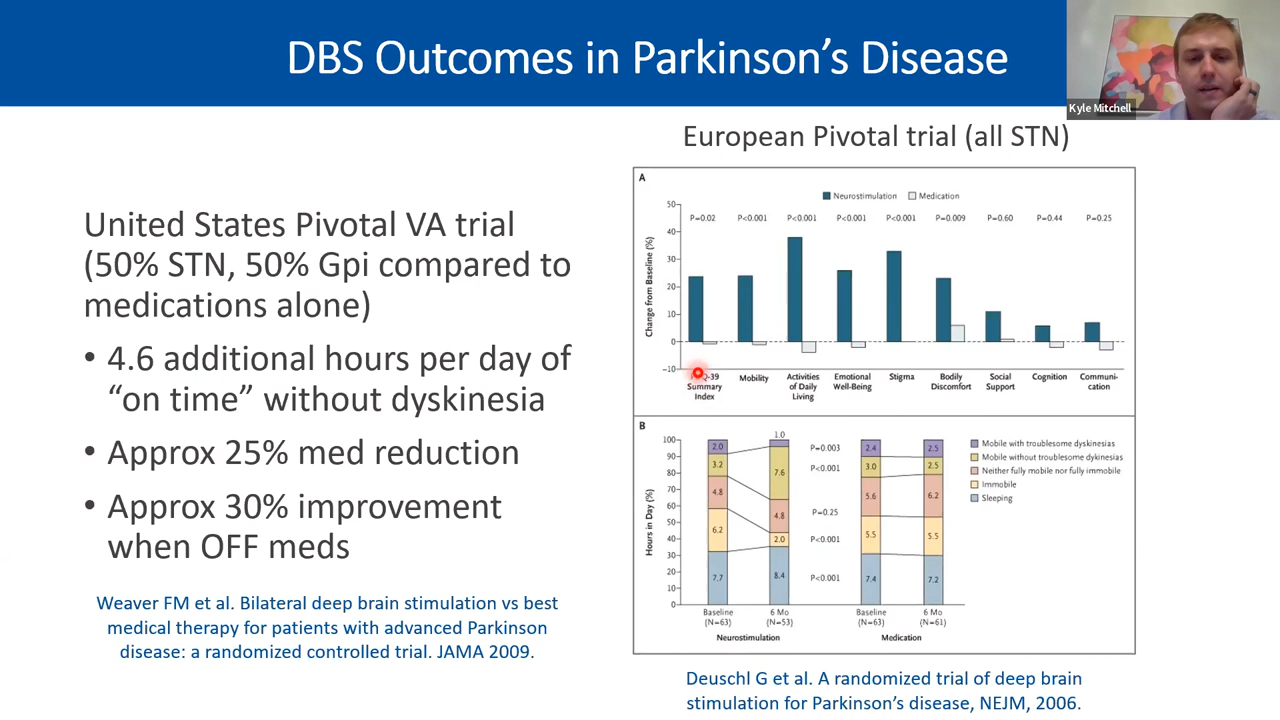 DBS Outcomes in Parkinson’s Disease
Kyle Mitchell
United States Pivotal VA trial
(50% STN, 50% Gpi compared to
medications alone)
• 4.6 additional hours per day of
“on time” without dyskinesia
• Approx 25% med reduction
• Approx 30% improvement
when OFF meds
Weaver FM et al. Bilateral deep brain stimulation vs best
medical therapy for patients with advanced Parkinson
disease: a randomized controlled trial. JAMA 2009.
European Pivotal trial (all STN)
A
Neurostimulation Medication
P=0.02 P<0.001 P<0.001 P<0.001 P<0.001 P=0.009 P=0.60 P=0.44 P=0.25
Change from Baseline (%)
50
40
30
20
10
0
−10
Q-39
Summary
Index
Mobility
Activities
of Daily
Living
Emotional
Well-Being
Stigma
Bodily
Discomfort
Social
Support
Cognition
Communi-
cation
B
Hours in Day (%)
100
90
80
70
60
50
40
30
20
10
0
2.0
3.2
4.8
6.2
7.7
1.0
7.6
4.8
2.0
8.4
P=0.003
P<0.001
P=0.25
P<0.001
P<0.001
2.4
3.0
5.6
5.5
7.4
2.5
2.5
6.2
5.5
7.2
Mobile with troublesome dyskinesias
Mobile without troublesome dykinesias
Neither fully mobile nor fully immobile
Immobile
Sleeping
Baseline
(N=63)
6 Mo
(N=53)
Baseline
(N=63)
6 Mo
(N=61)
Neurostimulation
Medication
Deuschl G et al. A randomized trial of deep brain
stimulation for Parkinson’s disease, NEJM, 2006.